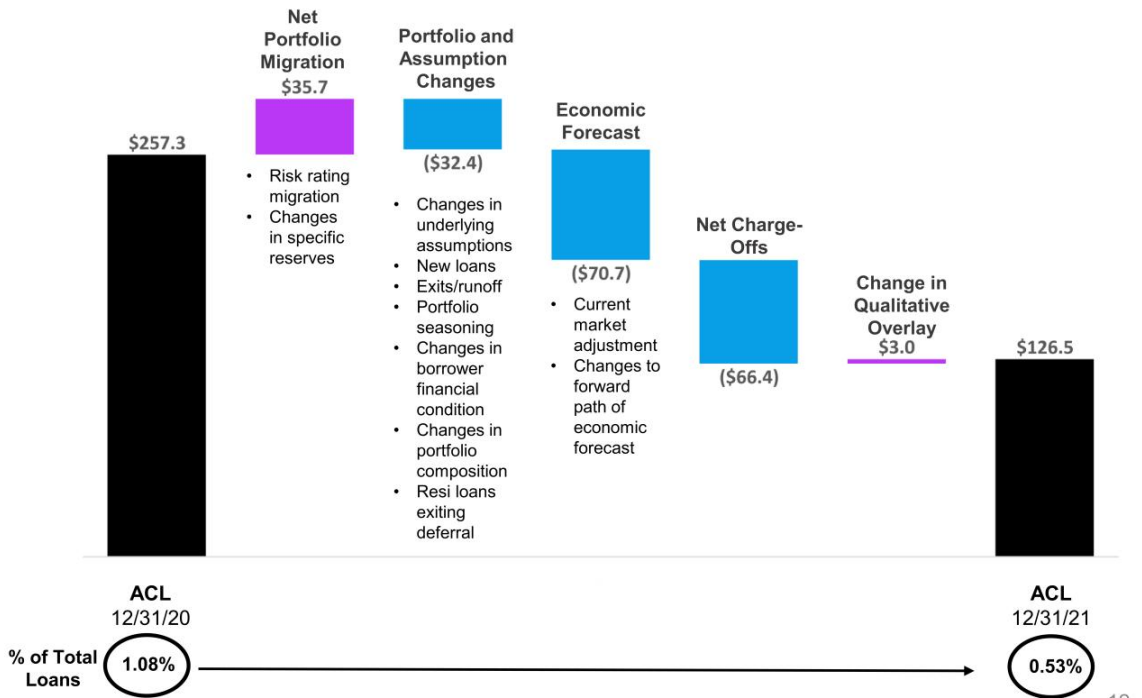 Net
Portfolio
Migration
$35.7
Portfolio and
Assumption
Changes
Economic
Forecast
$257.3
($32.4)
• Risk rating
migration
• Changes
in specific
reserves
• Changes in
underlying
assumptions
• New loans
• Exits/runoff
• Portfolio
seasoning
• Changes in
borrower
financial
condition
• Changes in
portfolio
composition
• Resi loans
exiting
deferral
($70.7)
• Current
market
adjustment
• Changes to
forward
path of
economic
forecast
Net Charge-
Offs
($66.4)
Change in
Qualitative
Overlay
$3.0
$126.5
ACL
12/31/20
ACL
12/31/21
% of Total
Loans
1.08%
0.53%